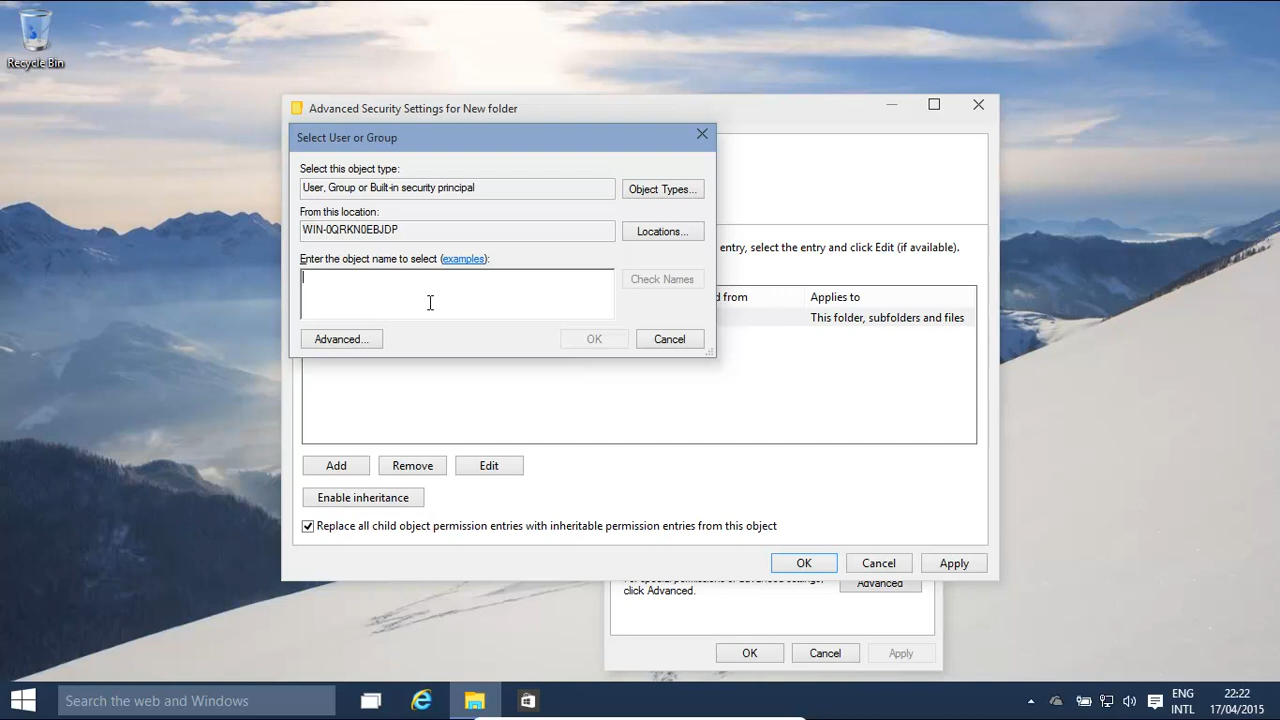 Recycle Bin
Advanced Security Settings for New folder
Select User or Group
Select this object type:
User, Group or Built-in security principal
Object Types...
From this location:
WIN-0QRKN0EBJDP
Locations...
entry, select the entry and click Edit (if available).
Enter the object name to select (examples):
Check Names
d from
Applies to
This folder, subfolders and files
Advanced...
OK
Cancel
Add
Remove
Edit
Enable inheritance
Replace all child object permission entries with inheritable permission entries from this object
OK
Cancel
Apply
Advanced
click Advanced.
OK
Cancel
Apply
Search the web and Windows
ENG
INTL
22:22
17/04/2015